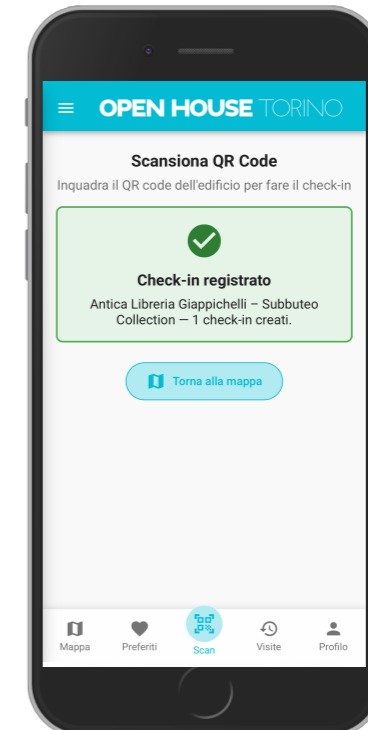 OPEN HOUSE TORINO
Scansiona QR Code
Inquadra il QR code dell'edificio per fare il check-in
Check-in registrato
Antica Libreria Giappichelli – Subbuteo
Collection — 1 check-in creati.
Torna alla mappa
Mappa Preferiti Scan Visite Profilo